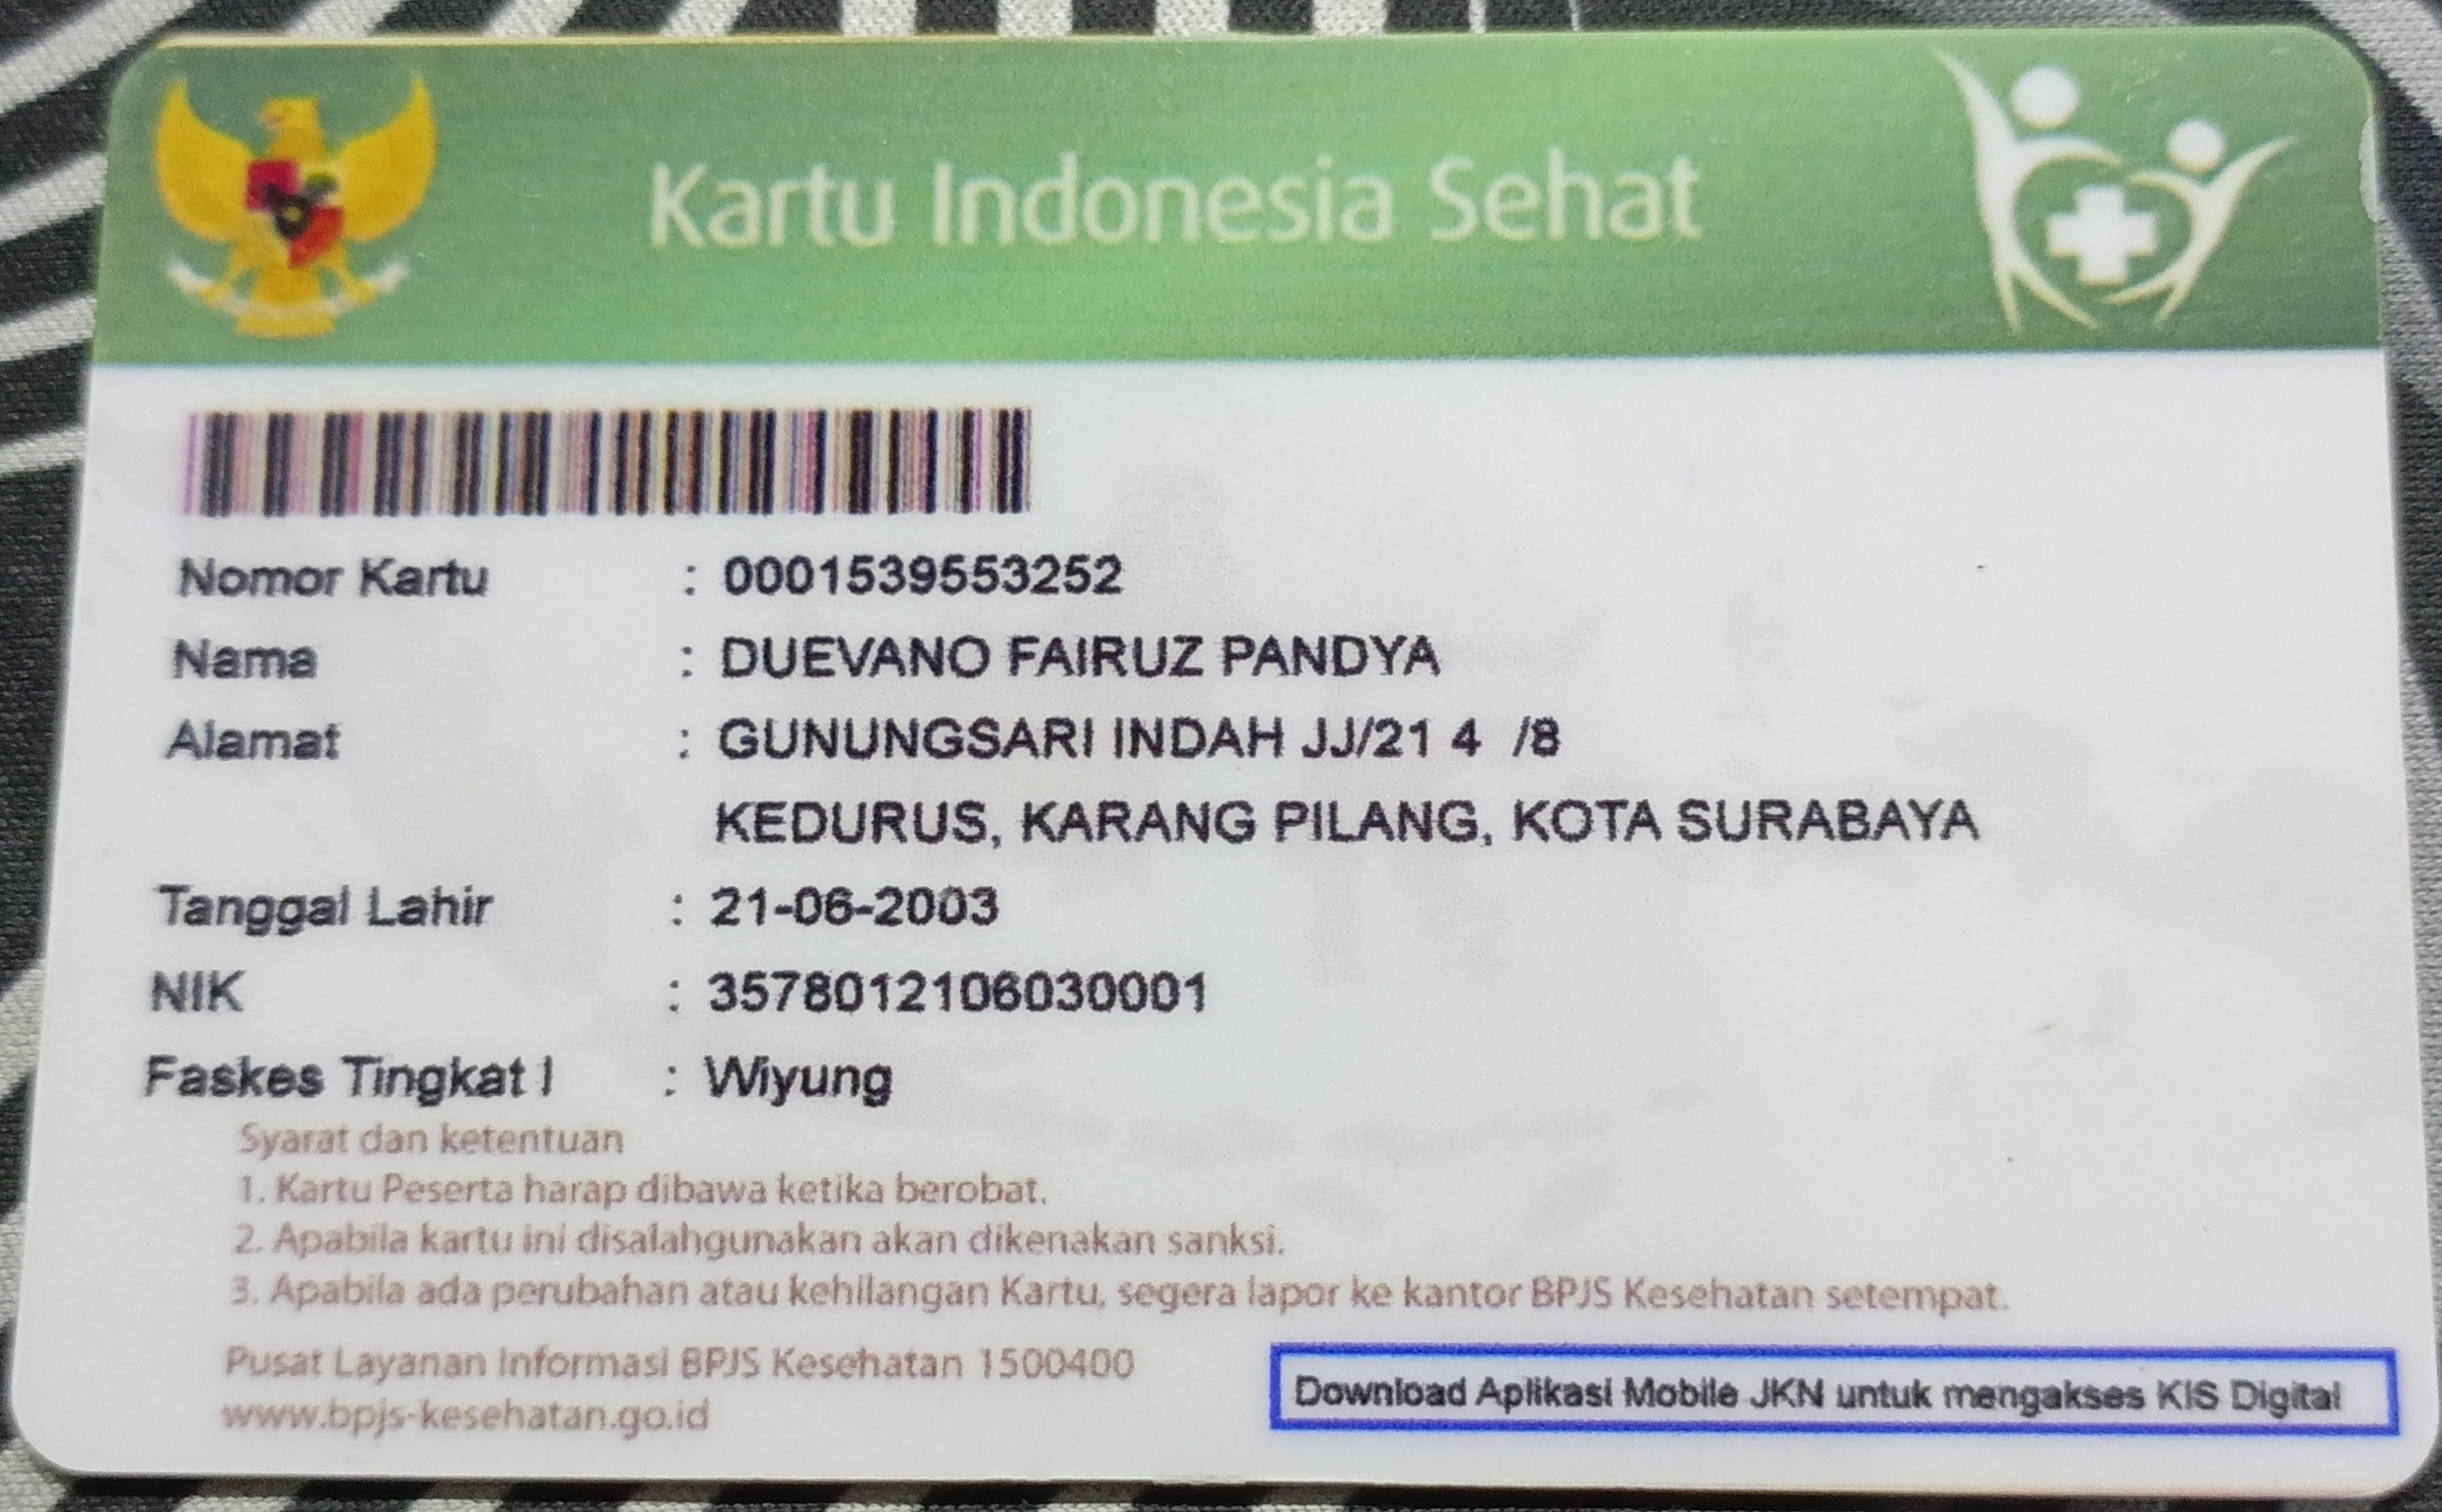 Kartu Indonesia Sehat
Nomor Kartu : 0001539553252
Nama : DUEVANO FAIRUZ PANDYA
Alamat : GUNUNGSARI INDAH JJ/21 4 /8
KEDURUS, KARANG PILANG, KOTA SURABAYA
Tanggal Lahir : 21-06-2003
NIK : 3578012106030001
Faskes Tingkat I : Wiyung
Syarat dan ketentuan
1. Kartu Peserta harap dibawa ketika berobat.
2. Apabila kartu ini disalahgunakan akan dikenakan sanksi.
3. Apabila ada perubahan atau kehilangan Kartu, segera lapor ke kantor BPJS Kesehatan setempat.
Pusat Layanan Informasi BPJS Kesehatan 1500400
www.bpjs-kesehatan.go.id
Download Aplikasi Mobile JKN untuk mengakses KIS Digital